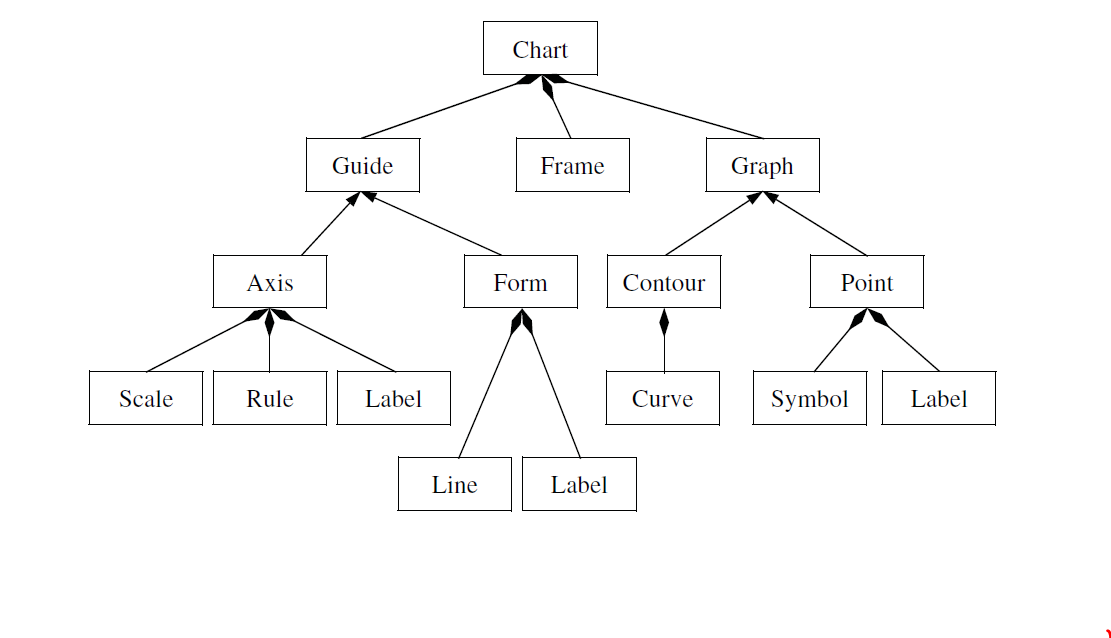 Chart
Guide
Frame
Graph
Axis
Form
Contour
Point
Scale
Rule
Label
Curve
Symbol
Label
Line
Label